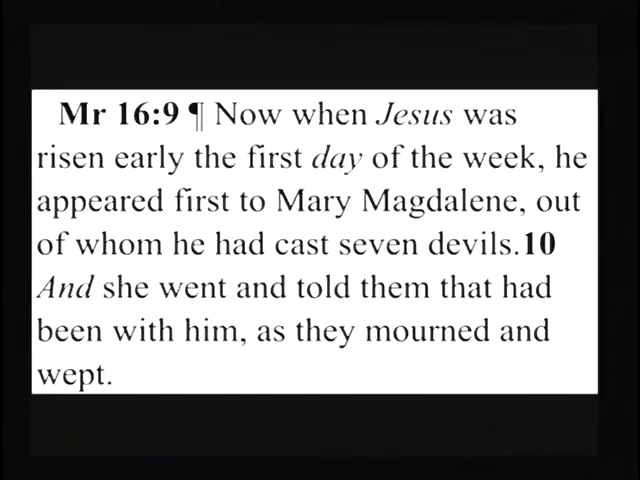 Mr 16:9 ¶ Now when Jesus was
risen early the first day of the week, he
appeared first to Mary Magdalene, out
of whom he had cast seven devils.10
And she went and told them that had
been with him, as they mourned and
wept.